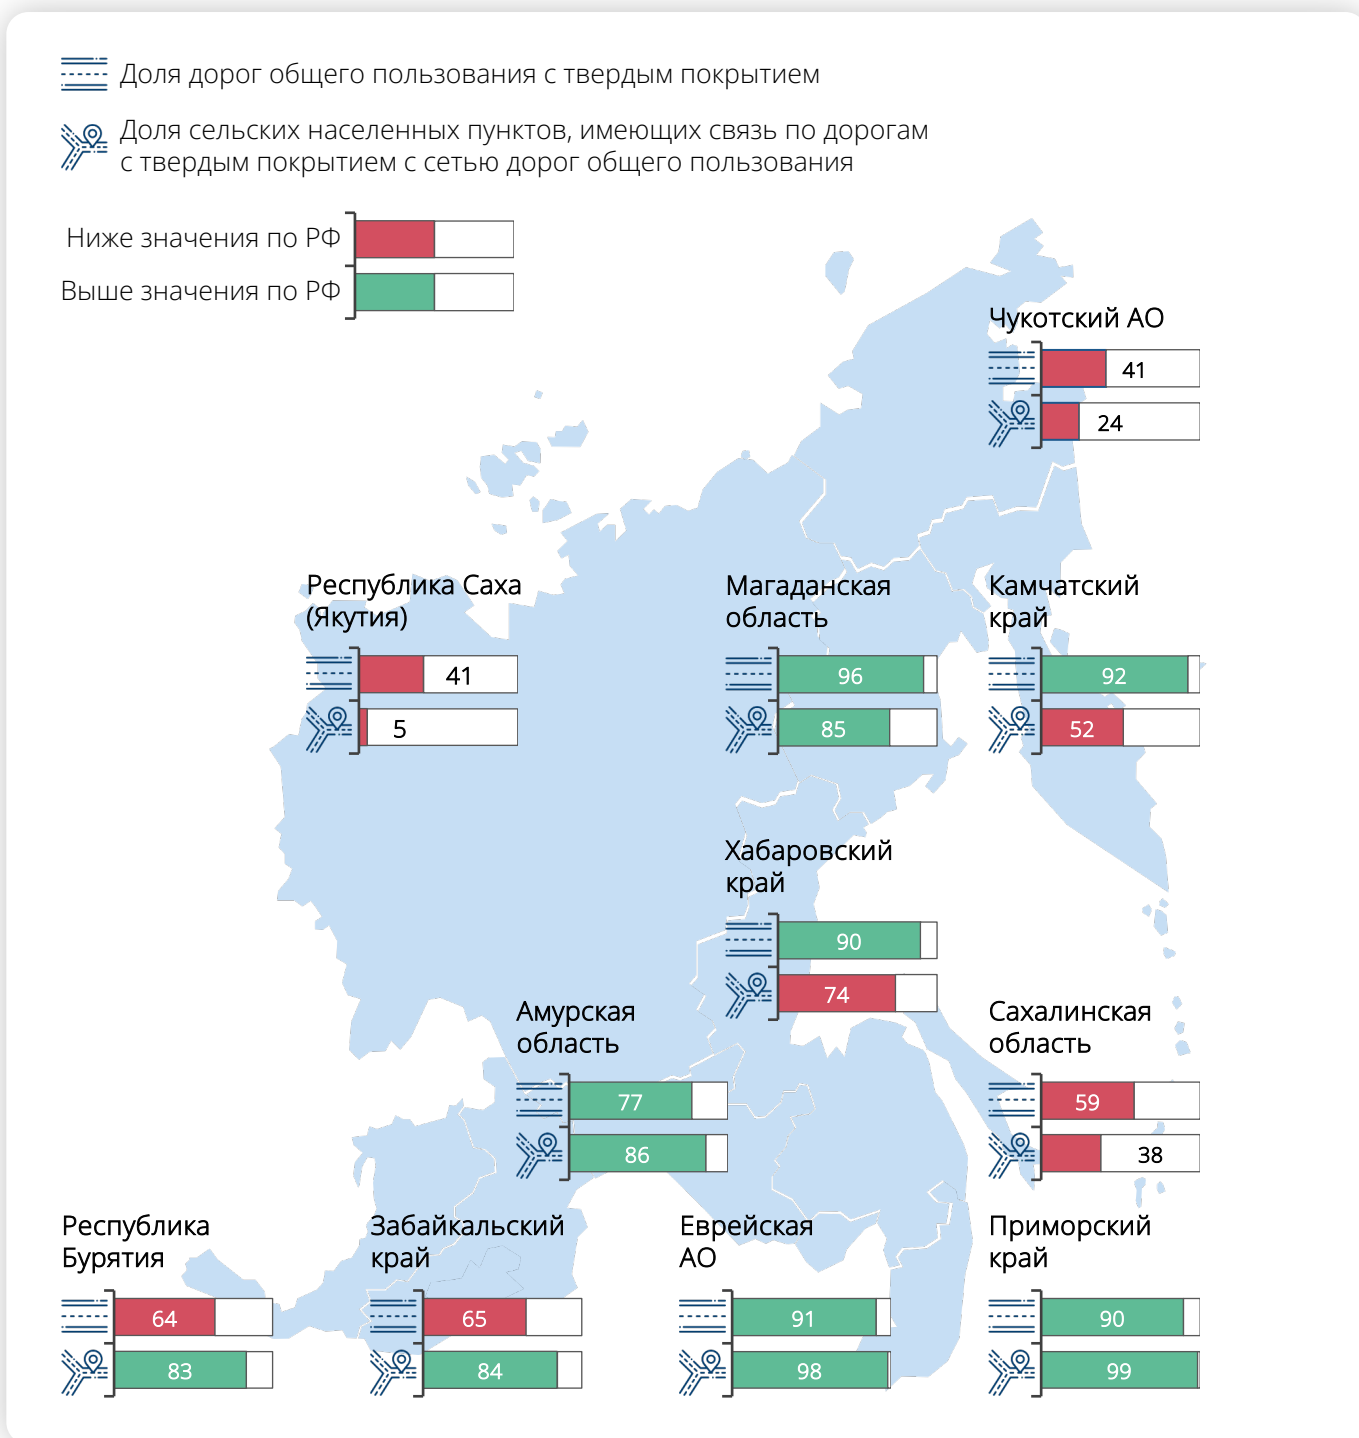 Доля дорог общего пользования с твердым покрытием
Доля сельских населенных пунктов, имеющих связь по дорогам
с твердым покрытием с сетью дорог общего пользования
Ниже значения по РФ
Выше значения по РФ
Чукотский АО
41
24
Республика Саха
(Якутия)
41
5
Магаданская
область
96
85
Камчатский
край
92
52
Хабаровский
край
90
74
Амурская
область
77
86
Сахалинская
область
59
38
Республика
Бурятия
64
83
Забайкальский
край
65
84
Еврейская
АО
91
98
Приморский
край
90
99